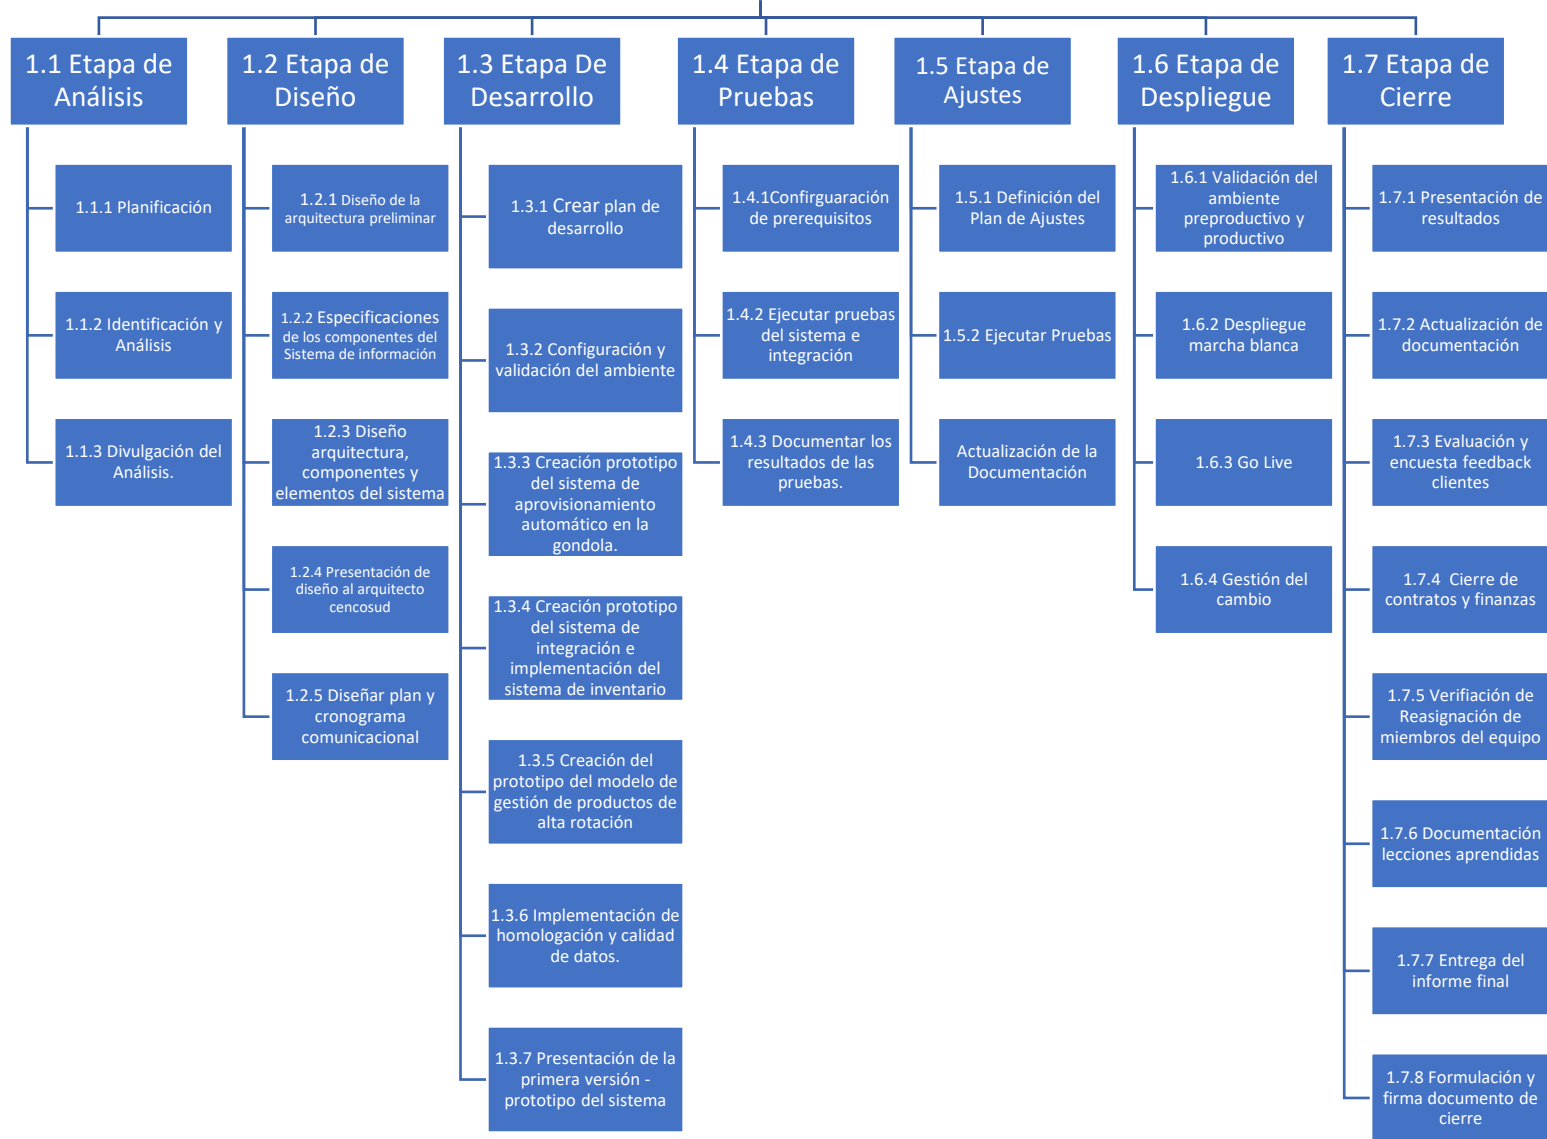 1.1 Etapa de
Análisis
1.2 Etapa de
Diseño
1.3 Etapa De
Desarrollo
1.4 Etapa de
Pruebas
1.5 Etapa de
Ajustes
1.6 Etapa de
Despliegue
1.7 Etapa de
Cierre
1.1.1 Planificación
1.1.2 Identificación y
Análisis
1.1.3 Divulgación del
Análisis.
1.2.1 Diseño de la
arquitectura preliminar
1.2.2 Especificaciones
de los componentes del
Sistema de información
1.2.3 Diseño
arquitectura,
componentes y
elementos del sistema
1.2.4 Presentación de
diseño al arquitecto
cencosud
1.2.5 Diseñar plan y
cronograma
comunicacional
1.3.1 Crear plan de
desarrollo
1.3.2 Configuración y
validación del ambiente
1.3.3 Creación prototipo
del sistema de
aprovisionamiento
automático en la
gondola.
1.3.4 Creación prototipo
del sistema de
integración e
implementación del
sistema de inventario
1.3.5 Creación del
prototipo del modelo de
gestión de productos de
alta rotación
1.3.6 Implementación de
homologación y calidad
de datos.
1.3.7 Presentación de la
primera versión -
prototipo del sistema
1.4.1Confirguaración
de prerequisitos
1.4.2 Ejecutar pruebas
del sistema e
integración
1.4.3 Documentar los
resultados de las
pruebas.
1.5.1 Definición del
Plan de Ajustes
1.5.2 Ejecutar Pruebas
Actualización de la
Documentación
1.6.1 Validación del
ambiente
preproductivo y
productivo
1.6.2 Despliegue
marcha blanca
1.6.3 Go Live
1.6.4 Gestión del
cambio
1.7.1 Presentación de
resultados
1.7.2 Actualización de
documentación
1.7.3 Evaluación y
encuesta feedback
clientes
1.7.4 Cierre de
contratos y finanzas
1.7.5 Verifiación de
Reasignación de
miembros del equipo
1.7.6 Documentación
lecciones aprendidas
1.7.7 Entrega del
informe final
1.7.8 Formulación y
firma documento de
cierre